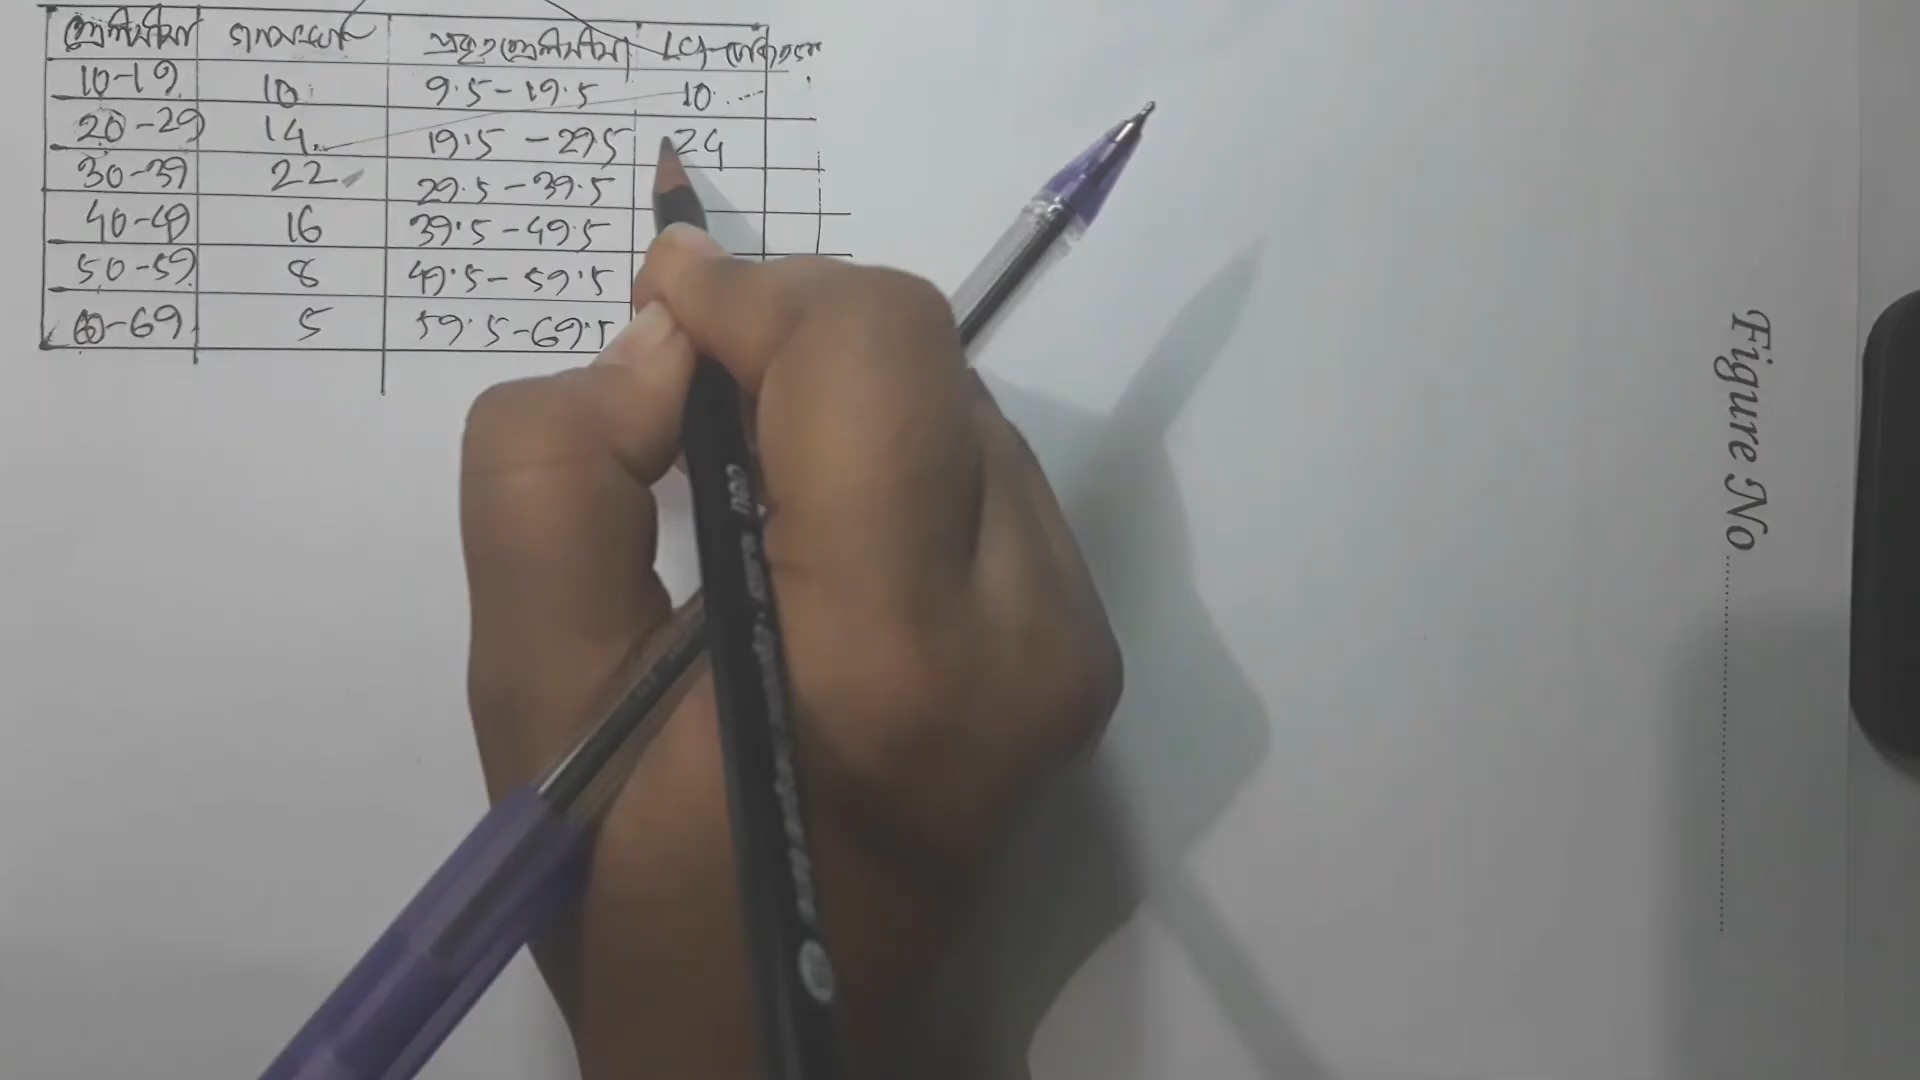 শ্রেণিসীমা গনসংখ্যা প্রকৃত শ্রেণিসীমা
10-19 10 9.5-19.5 10
20-29 14 19.5-29.5 24
30-39 22 29.5-39.5
40-49 16 39.5-49.5
50-59 8 49.5-59.5
60-69 5 59.5-69.5
deli
Figure No